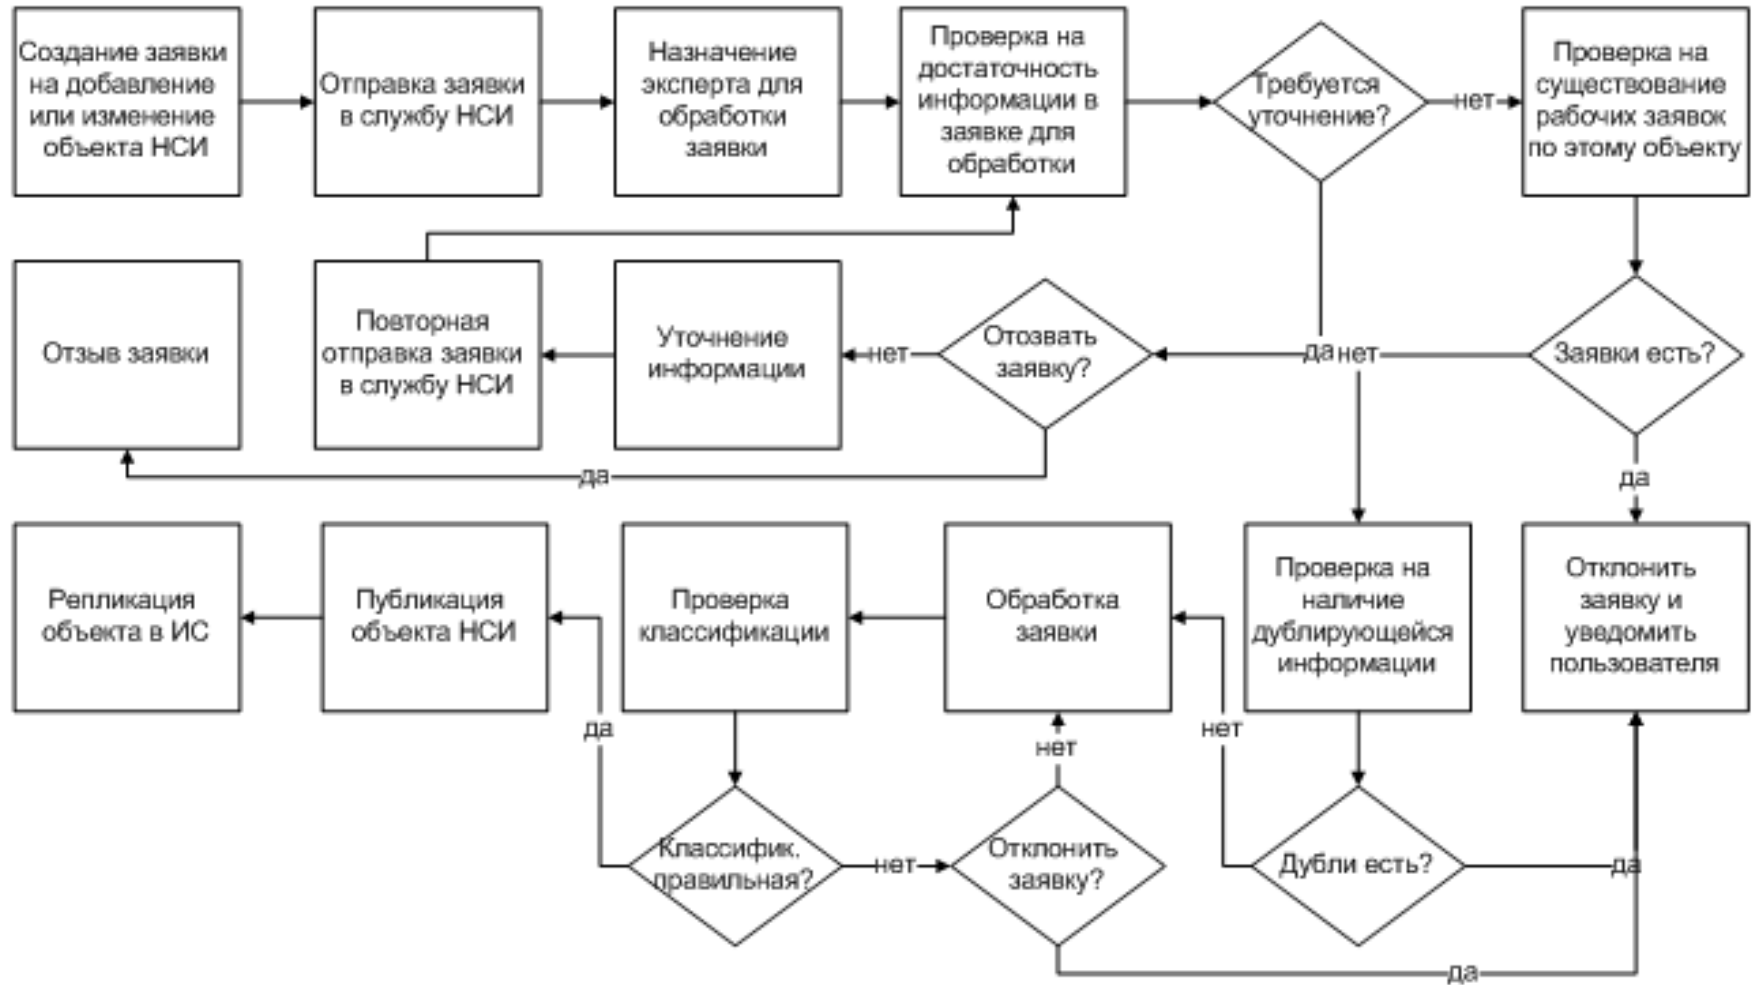 Создание заявки
на добавление
или изменение
объекта НСИ
Отправка заявки
в службу НСИ
Назначение
эксперта для
обработки
заявки
Проверка на
достаточность
информации в
заявке для
обработки
Требуется
уточнение?
нет
Проверка на
существование
рабочих заявок
по этому объекту
Отзыв заявки
Повторная
отправка заявки
в службу НСИ
Уточнение
информации
нет
Отозвать
заявку?
да
нет
Заявки есть?
да
да
Репликация
объекта в ИС
Публикация
объекта НСИ
Проверка
классификации
Обработка
заявки
Проверка на
наличие
дублирующейся
информации
Отклонить
заявку и
уведомить
пользователя
да
нет
нет
Классифик.
правильная?
нет
Отклонить
заявку?
Дубли есть?
да
да